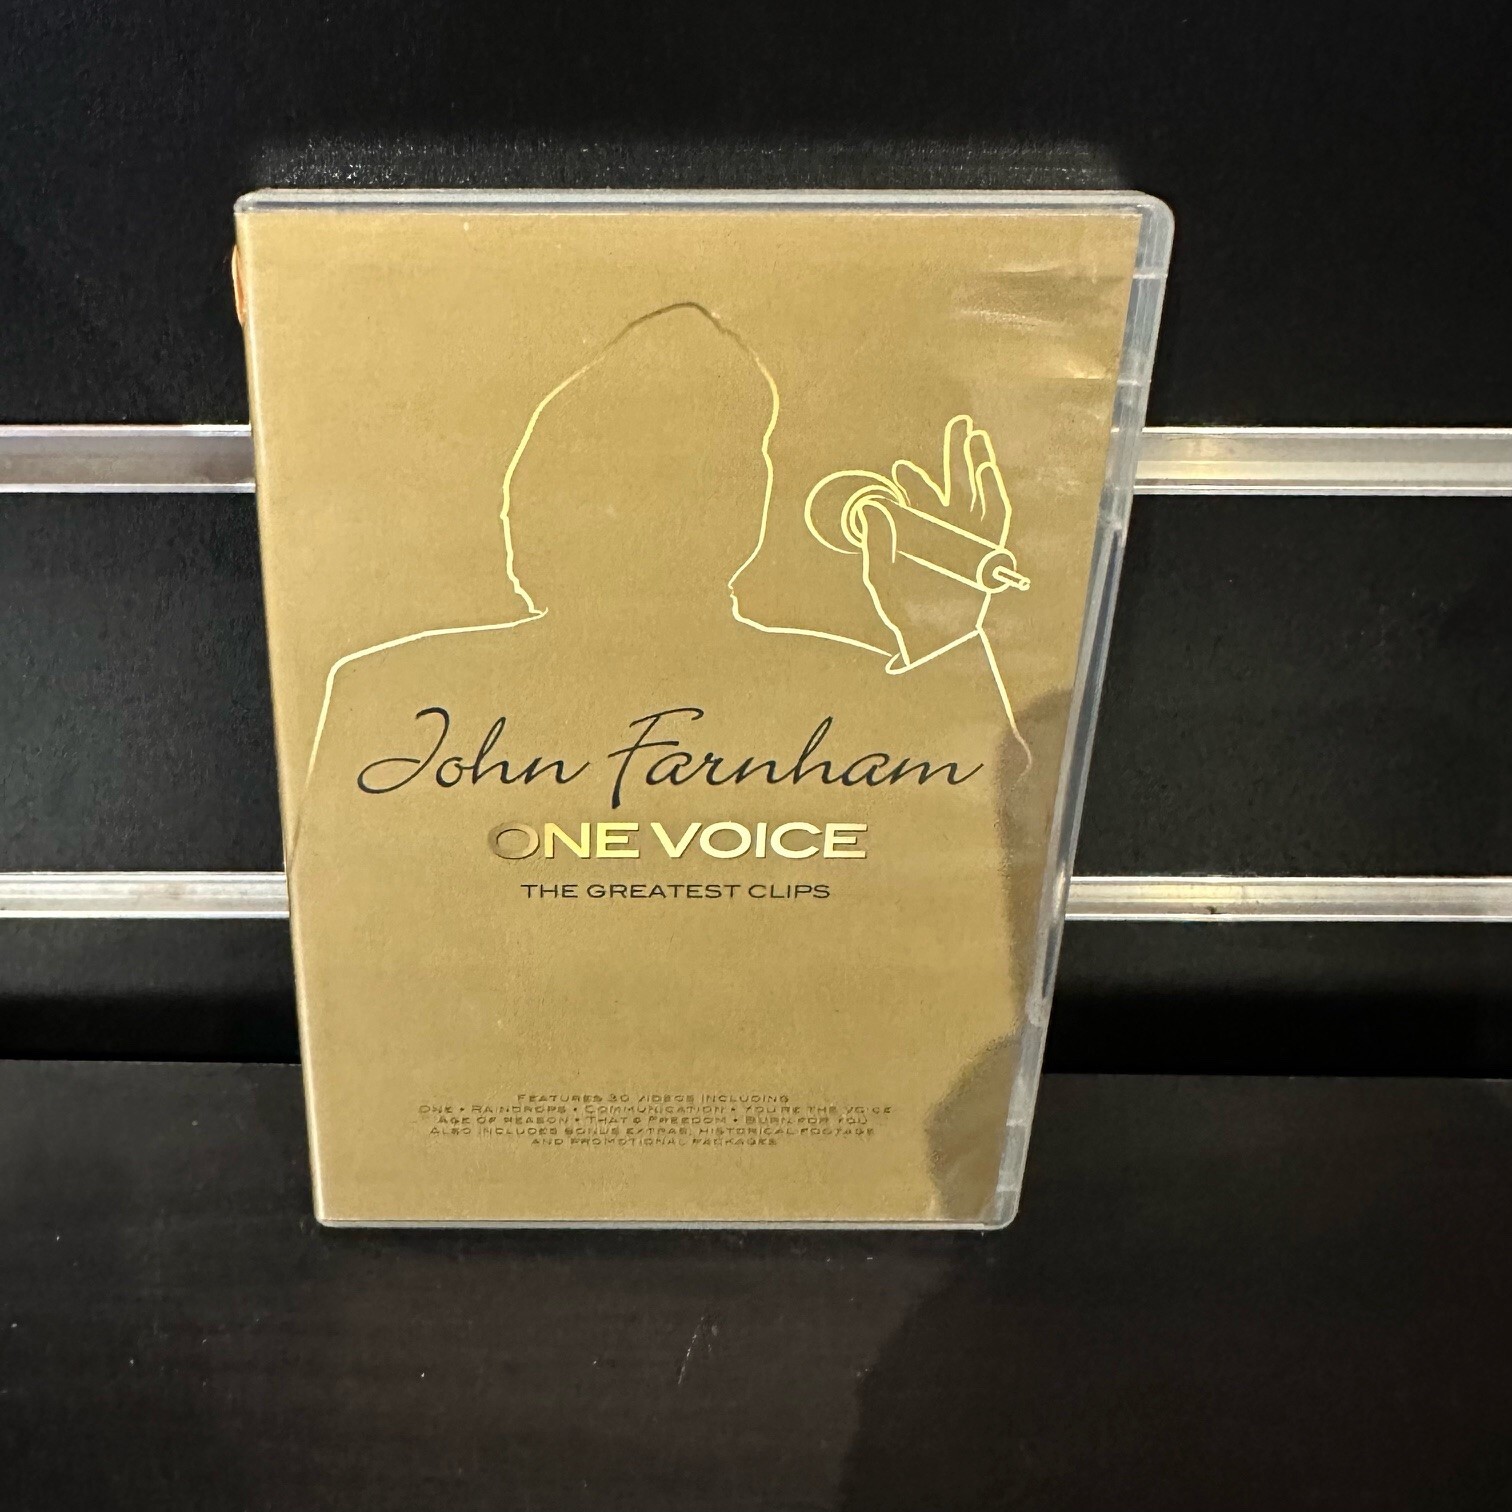 John Farnham
ONE VOICE
THE GREATEST CLIPS
FEATURES 30 VIDEOS INCLUDING
ONE • RAINDROPS • COMMUNICATION • YOU'RE THE VOICE
AGE OF REASON • THAT'S FREEDOM • BURN FOR YOU
ALSO INCLUDES BONUS EXTRAS: HISTORICAL FOOTAGE
AND PROMOTIONAL PACKAGES